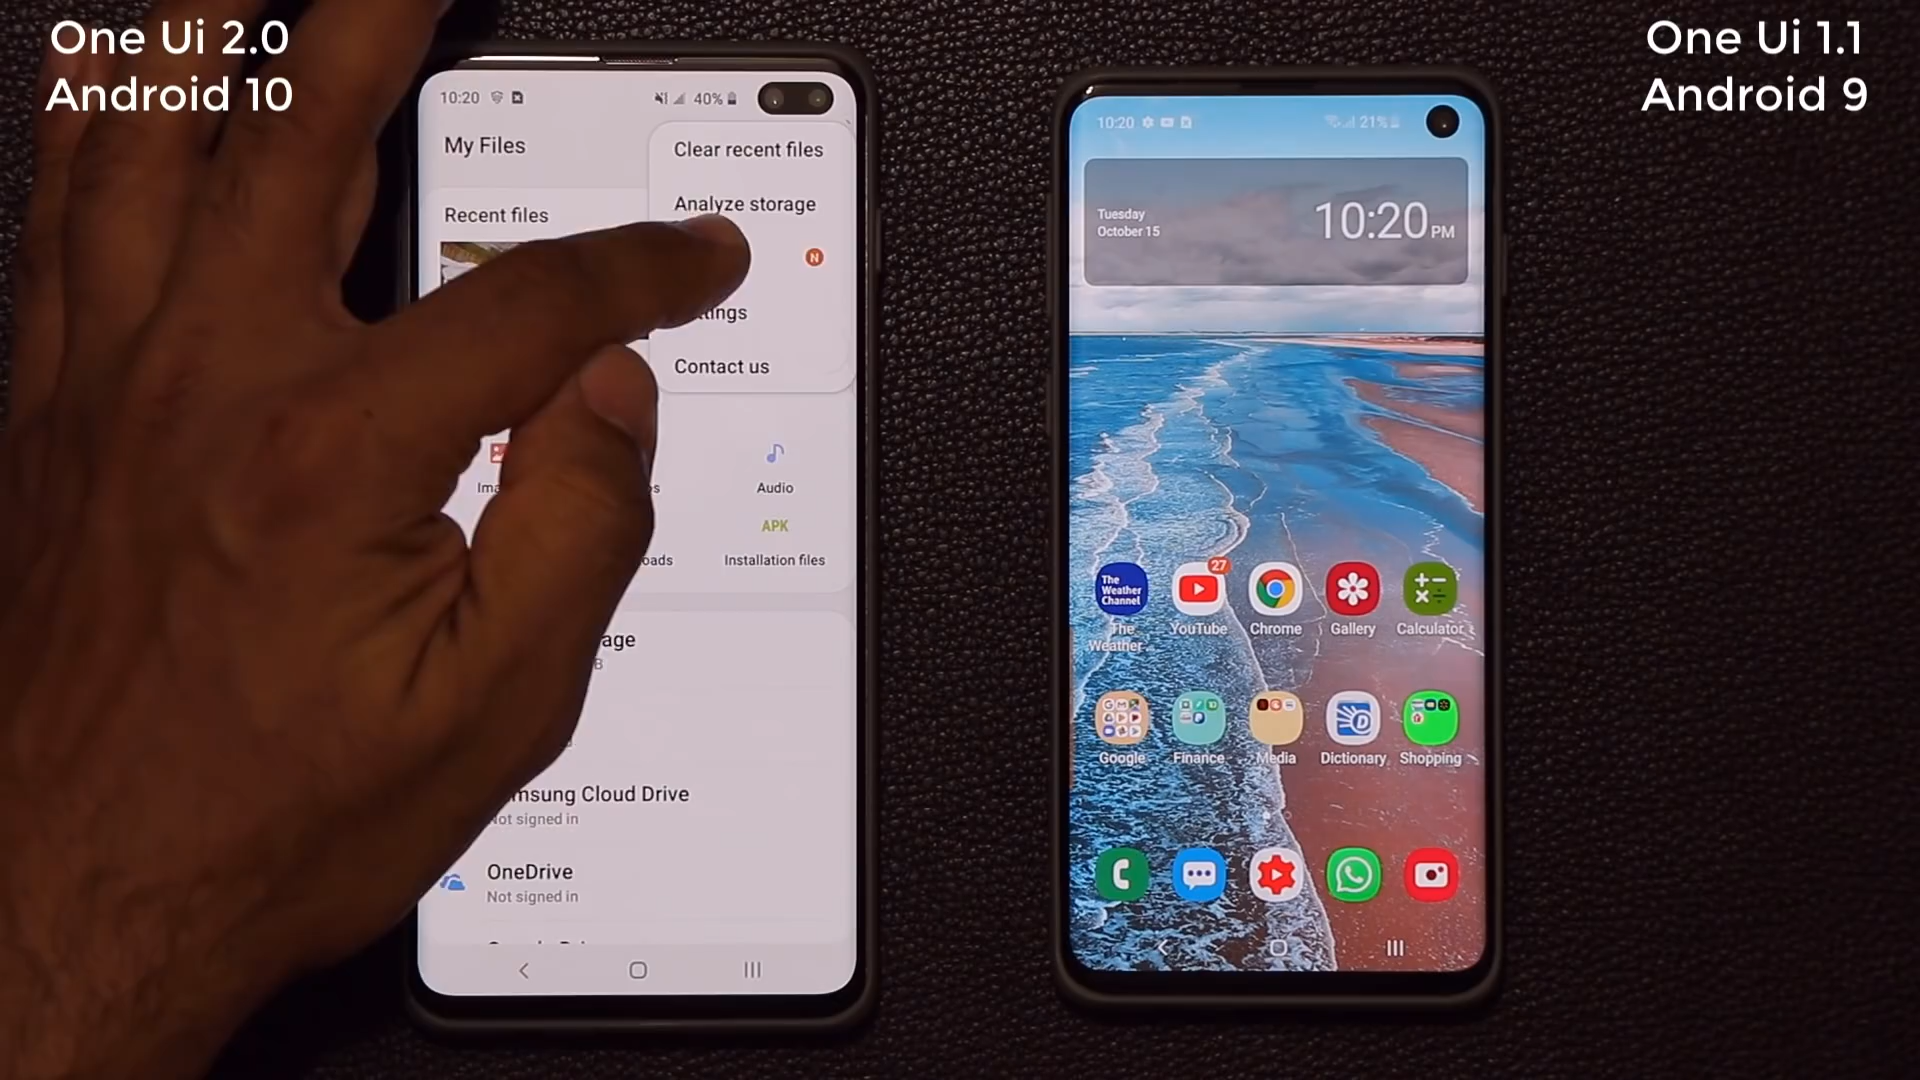 One Ui 2.0
Android 10
One Ui 1.1
Android 9
10:20
40%
My Files
Clear recent files
Analyze storage
N
Contact us
Recent files
Audio
APK
Installation files
Cloud Drive
Not signed in
OneDrive
Not signed in
10:20
21%
Tuesday
October 15
10:20 PM
The
Weather
Channel
27
The
Weather...
YouTube
Chrome
Gallery
Calculator
Google
Finance
Media
Dictionary
Shopping